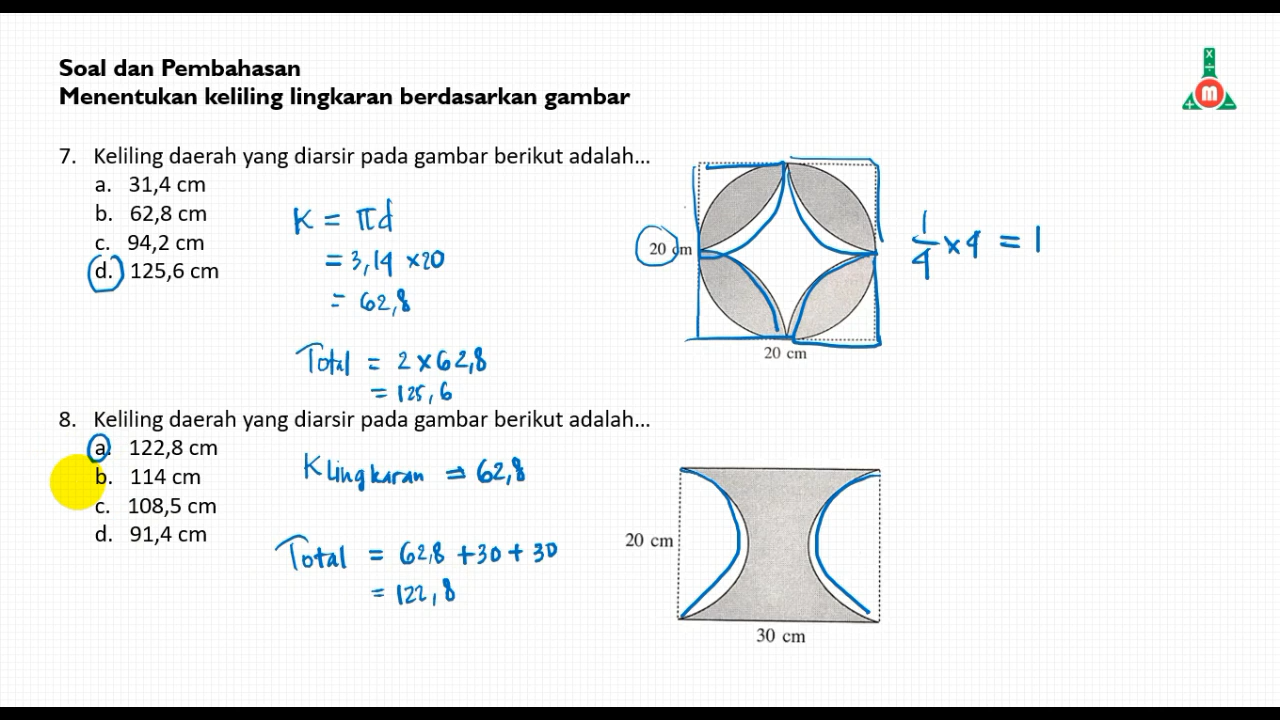 Soal dan Pembahasan
Menentukan keliling lingkaran berdasarkan gambar
7. Keliling daerah yang diarsir pada gambar berikut adalah...
a. 31,4 cm
b. 62,8 cm
c. 94,2 cm
d. 125,6 cm
K = πd
= 3,14 × 20
= 62,8
Total = 2 × 62,8
= 125,6
20 cm
20 cm
1/4 × 4 = 1
8. Keliling daerah yang diarsir pada gambar berikut adalah...
a. 122,8 cm
b. 114 cm
c. 108,5 cm
d. 91,4 cm
K lingkaran ⇒ 62,8
Total = 62,8 + 30 + 30
= 122,8
20 cm
30 cm
x
÷
m
+ −